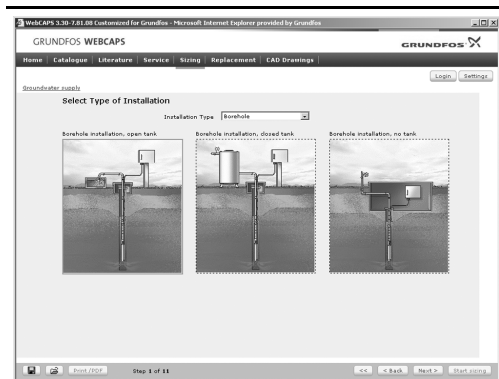 WebCAPS 3.30-7.81.08 Customized for Grundfos - Microsoft Internet Explorer provided by Grundfos
GRUNDFOS WEBCAPS
GRUNDFOS
Home | Catalogue | Literature | Service | Sizing | Replacement | CAD Drawings |
Login Settings
Groundwater supply
Select Type of Installation
Installation Type Borehole
Borehole installation, open tank
Borehole installation, closed tank
Borehole installation, no tank
Print/PDF Step 1 of 11 << < Back Next > Start sizing